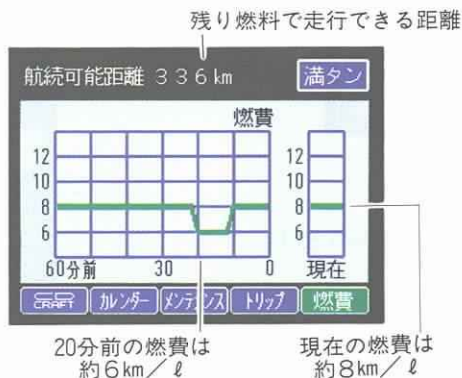 残り燃料で走行できる距離
航続可能距離 336km
満タン
燃費
12
10
8
6
12
10
8
6
60分前
30
0
現在
CRAFT
カレンダー
メンテナンス
トリップ
燃費
20分前の燃費は
約6km/ℓ
現在の燃費は
約8km/ℓ